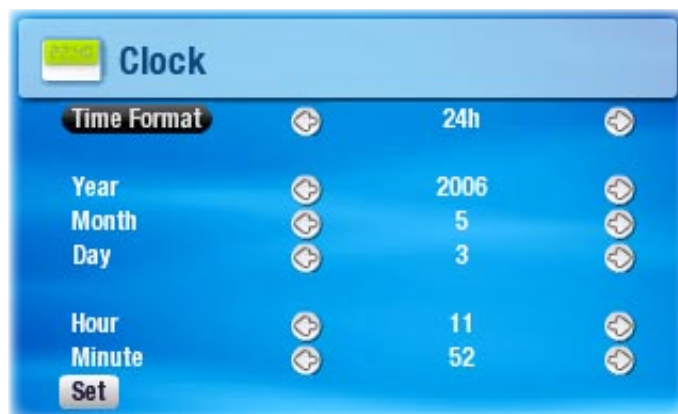 Clock
Time Format 24h
Year 2006
Month 5
Day 3
Hour 11
Minute 52
Set